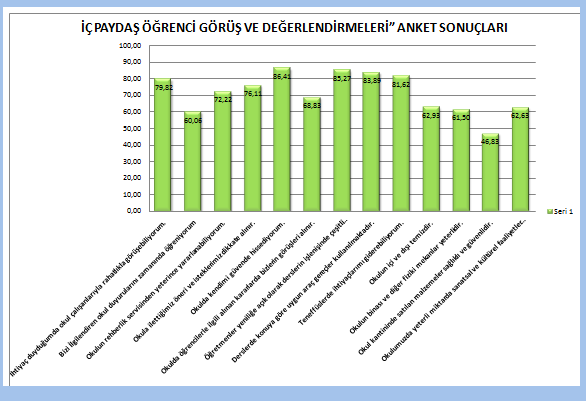 İÇ PAYDAŞ ÖĞRENCİ GÖRÜŞ VE DEĞERLENDİRMELERİ” ANKET SONUÇLARI
100,00
90,00
80,00
70,00
60,00
50,00
40,00
30,00
20,00
10,00
0,00
79,82
60,06
72,22
76,11
86,41
68,83
85,27
83,89
81,62
62,93
61,50
46,83
62,63
Seri 1
İhtiyaç duyduğumda okul çalışanlarıyla rahatlıkla görüşebiliyorum.
Bizi ilgilendiren okul duyurularını zamanında öğreniyorum
Okulun rehberlik servisinden yeterince yararlanabiliyorum.
Okula ilettiğimiz öneri ve isteklerimiz dikkate alınır.
Okulda kendimi güvende hissediyorum.
Okulda öğrencilerle ilgili alınan kararlarda bizlerin görüşleri alınır.
Öğretmenler yeniliğe açık olarak derslerin işlenişinde çeşitli..
Derslerde konuya göre uygun araç gereçler kullanılmaktadır.
Teneffüslerde ihtiyaçlarımı giderebiliyorum.
Okulun içi ve dışı temizdir.
Okulun binası ve diğer fiziki mekanlar yeterlidir.
Okul kantininde satılan malzemeler sağlıklı ve güvenlidir.
Okulumuzda yeterli miktarda sanatsal ve kültürel faaliyetler..